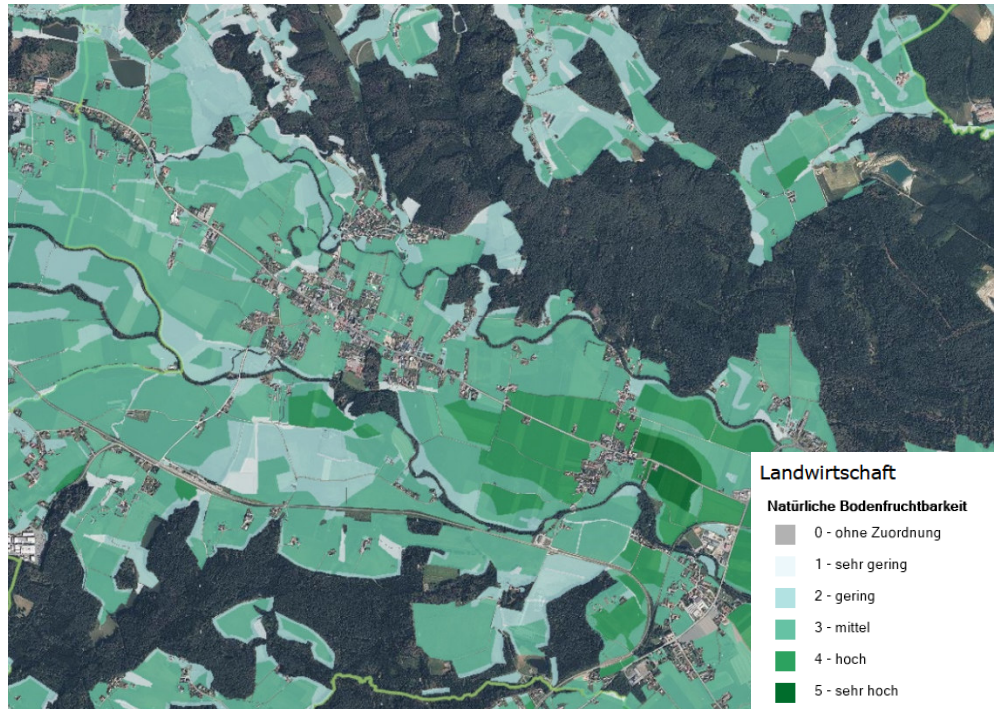 Landwirtschaft
Natürliche Bodenfruchtbarkeit
0 - ohne Zuordnung
1 - sehr gering
2 - gering
3 - mittel
4 - hoch
5 - sehr hoch